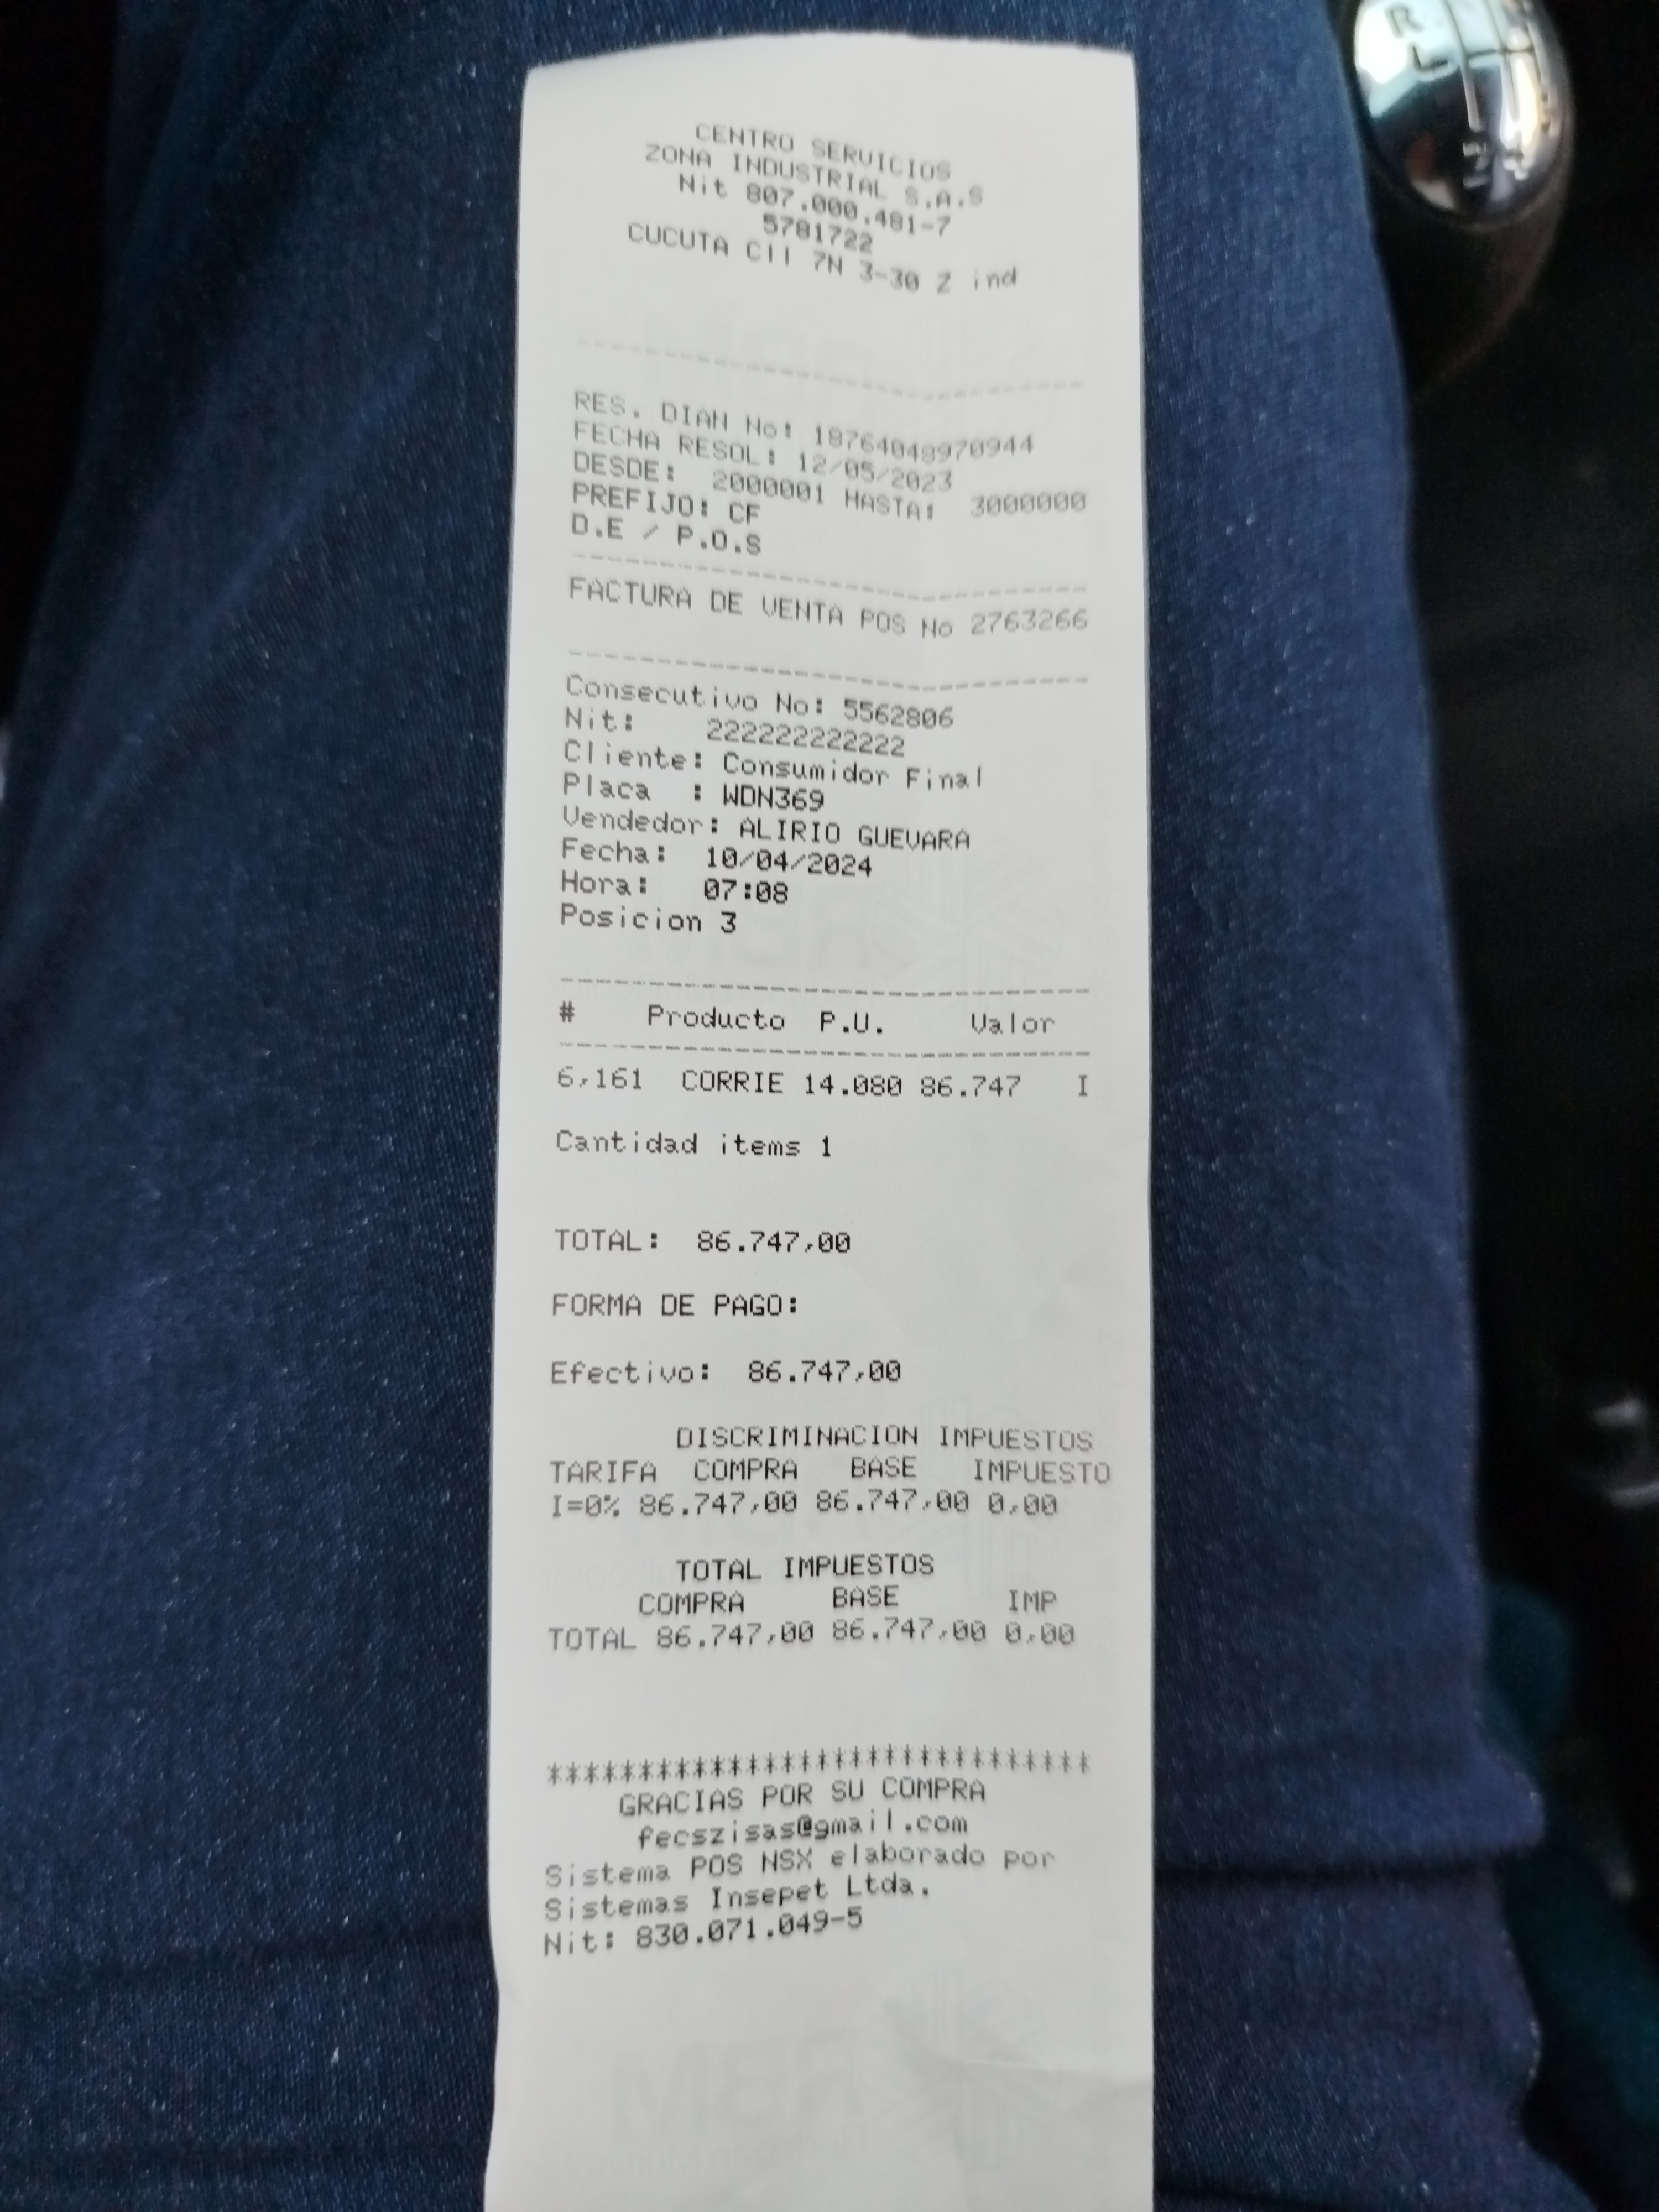 CENTRO SERVICIOS
ZONA INDUSTRIAL S.A.S
Nit 807.000.481-7
5781722
CUCUTA Cll 7N 3-30 Z ind
RES. DIAN No: 18764048970944
FECHA RESOL: 12/05/2023
DESDE: 2000001 HASTA: 3000000
PREFIJO: CF
D.E / P.O.S
FACTURA DE VENTA POS No 2763266
Consecutivo No: 5562806
Nit: 222222222222
Cliente: Consumidor Final
Placa : WDN369
Vendedor: ALIRIO GUEVARA
Fecha: 10/04/2024
Hora: 07:08
Posicion 3
# Producto P.U. Valor
6,161 CORRIE 14.080 86.747 I
Cantidad items 1
TOTAL: 86.747,00
FORMA DE PAGO:
Efectivo: 86.747,00
DISCRIMINACION IMPUESTOS
TARIFA COMPRA BASE IMPUESTO
I=0% 86.747,00 86.747,00 0,00
TOTAL IMPUESTOS
COMPRA BASE IMP
TOTAL 86.747,00 86.747,00 0,00
******************************
GRACIAS POR SU COMPRA
fecszisas@gmail.com
Sistema POS NSX elaborado por
Sistemas Insepet Ltda.
Nit: 830.071.049-5